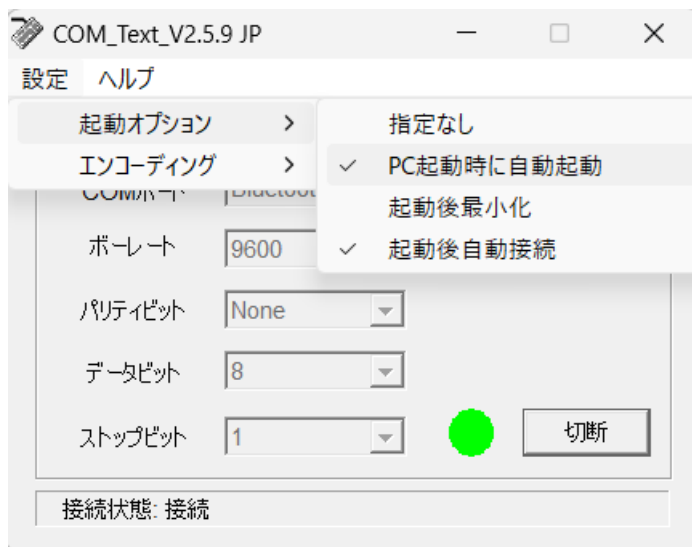 COM_Text_V2.5.9 JP
設定 ヘルプ
起動オプション
エンコーディング
指定なし
PC起動時に自動起動
起動後最小化
起動後自動接続
ボーレート 9600
パリティビット None
データビット 8
ストップビット 1
切断
接続状態: 接続